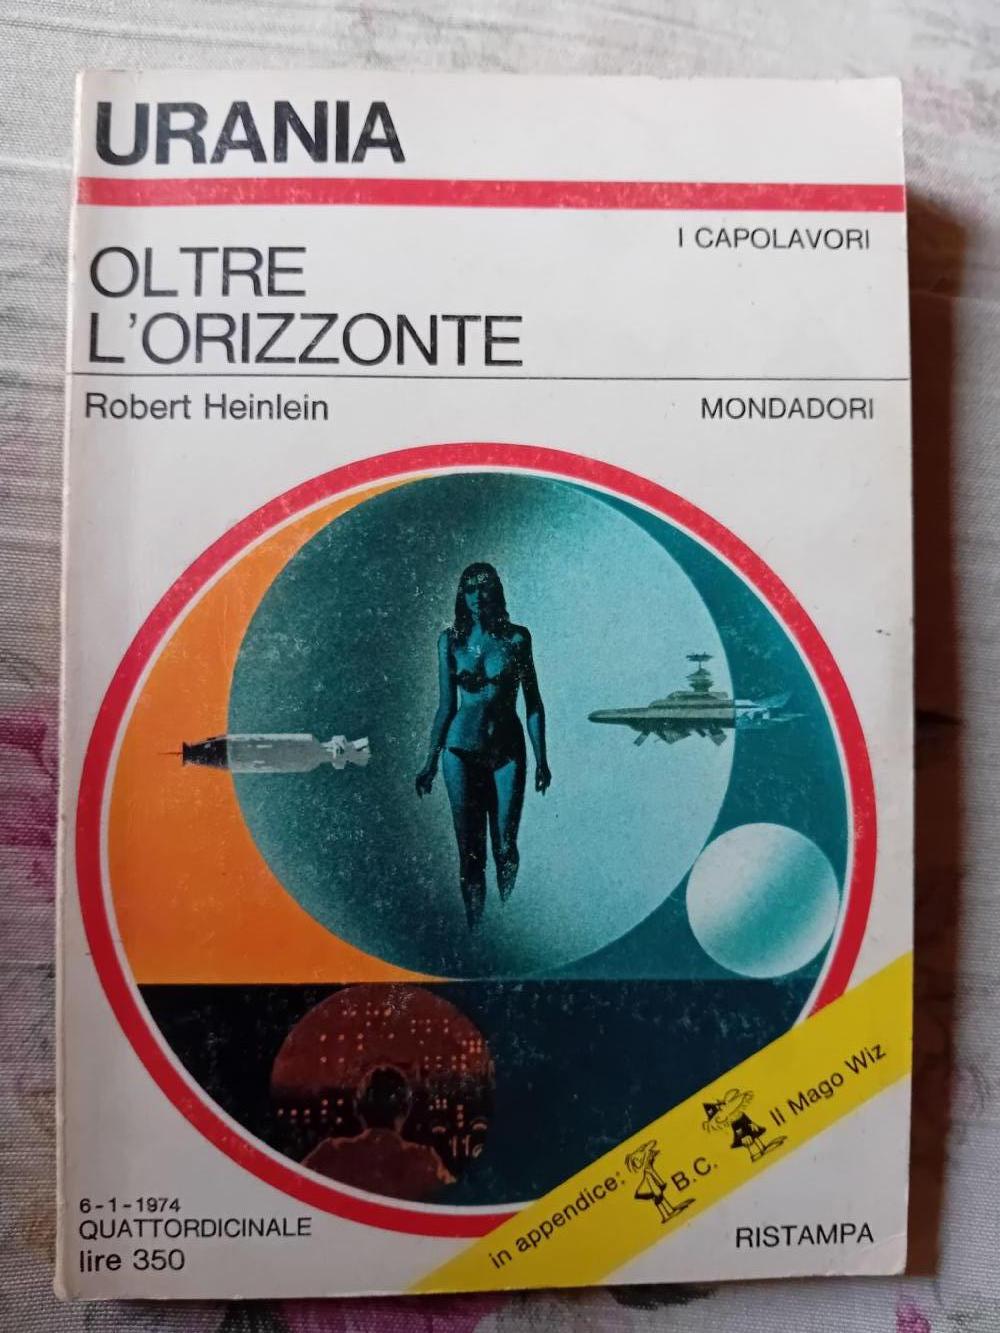 URANIA
I CAPOLAVORI
OLTRE
L'ORIZZONTE
Robert Heinlein
MONDADORI
in appendice: B.C. Il Mago Wiz
6-1-1974
QUATTORDICINALE
lire 350
RISTAMPA